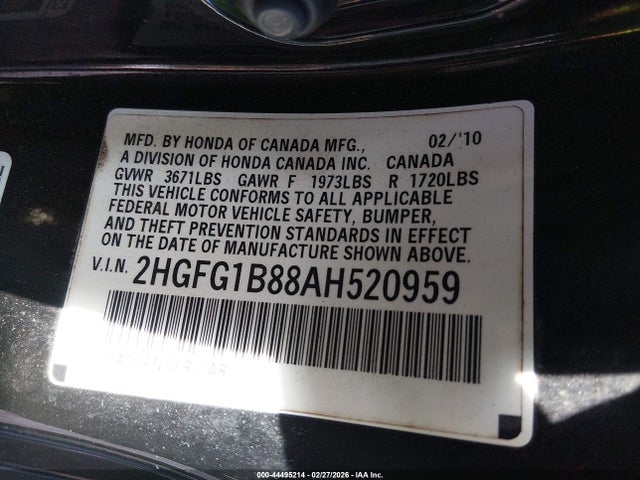 MFD. BY HONDA OF CANADA MFG., 02/'10
A DIVISION OF HONDA CANADA INC. CANADA
GVWR 3671LBS GAWR F 1973LBS R 1720LBS
THIS VEHICLE CONFORMS TO ALL APPLICABLE
FEDERAL MOTOR VEHICLE SAFETY, BUMPER,
AND THEFT PREVENTION STANDARDS IN EFFECT
ON THE DATE OF MANUFACTURE SHOWN ABOVE.
V.I.N. 2HGFG1B88AH520959
PASSENGER CAR
000-44495214 - 02/27/2026 - IAA Inc.